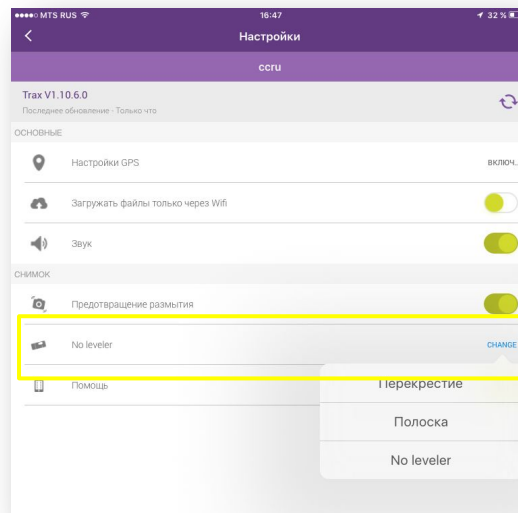 MTS RUS 16:47 32 %
Настройки
ccru
Trax V1.10.6.0
Последнее обновление - Только что
ОСНОВНЫЕ
Настройки GPS ВКЛЮЧ..
Загружать файлы только через Wifi
Звук
СНИМОК
Предотвращение размытия
No leveler CHANGE
Помощь
Перекрестие
Полоска
No leveler